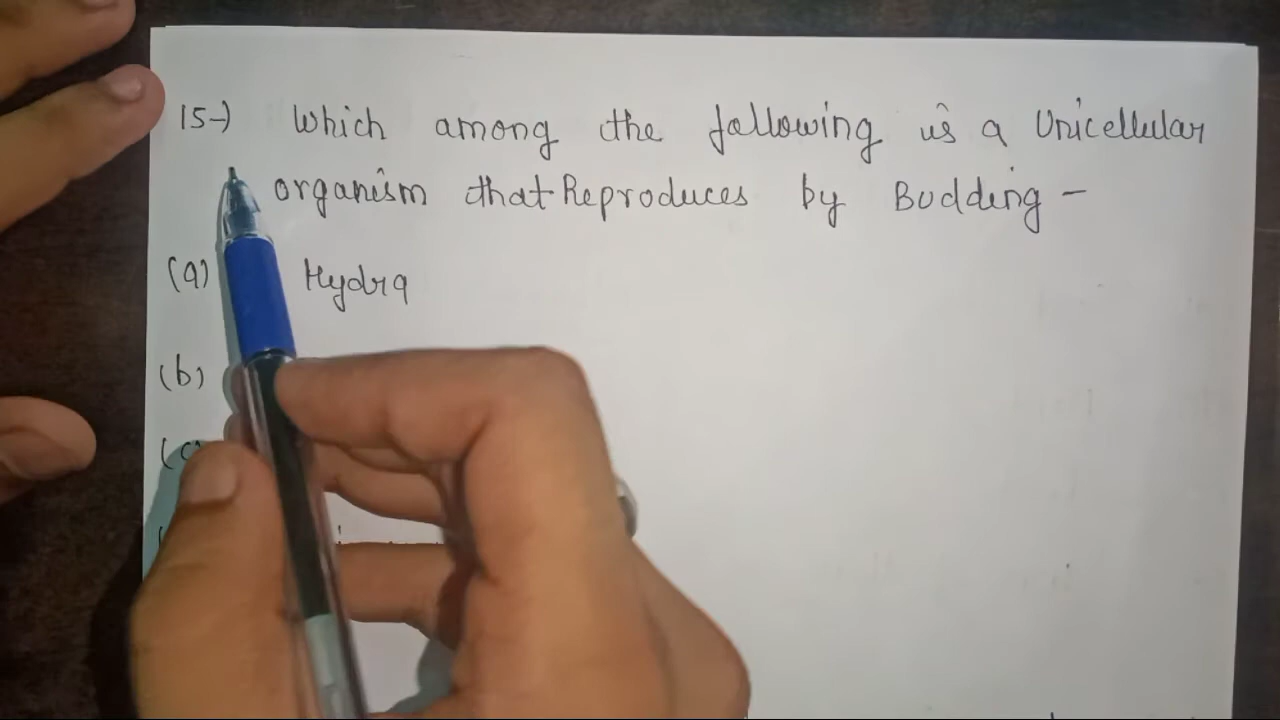 15-) Which among the following is a Unicellular
organism that Reproduces by Budding -
(a) Hydra
(b)
(c)